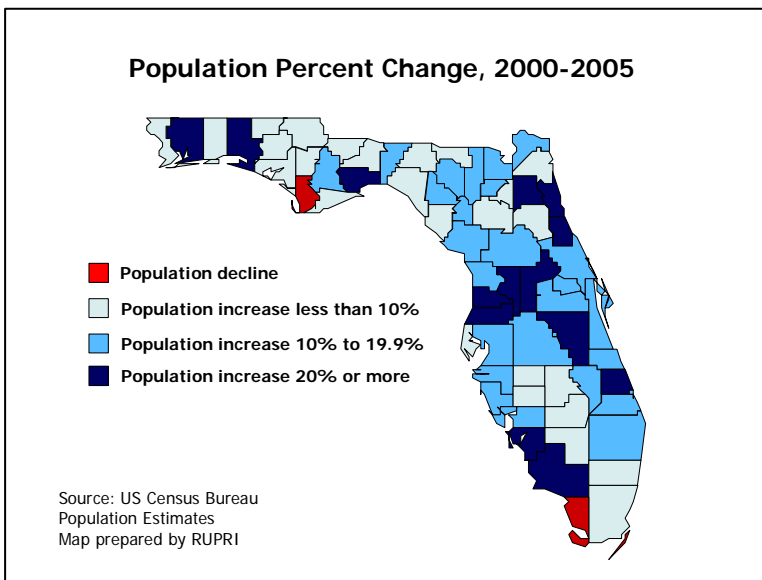 Population Percent Change, 2000-2005
Population decline
Population increase less than 10%
Population increase 10% to 19.9%
Population increase 20% or more
Source: US Census Bureau
Population Estimates
Map prepared by RUPRI